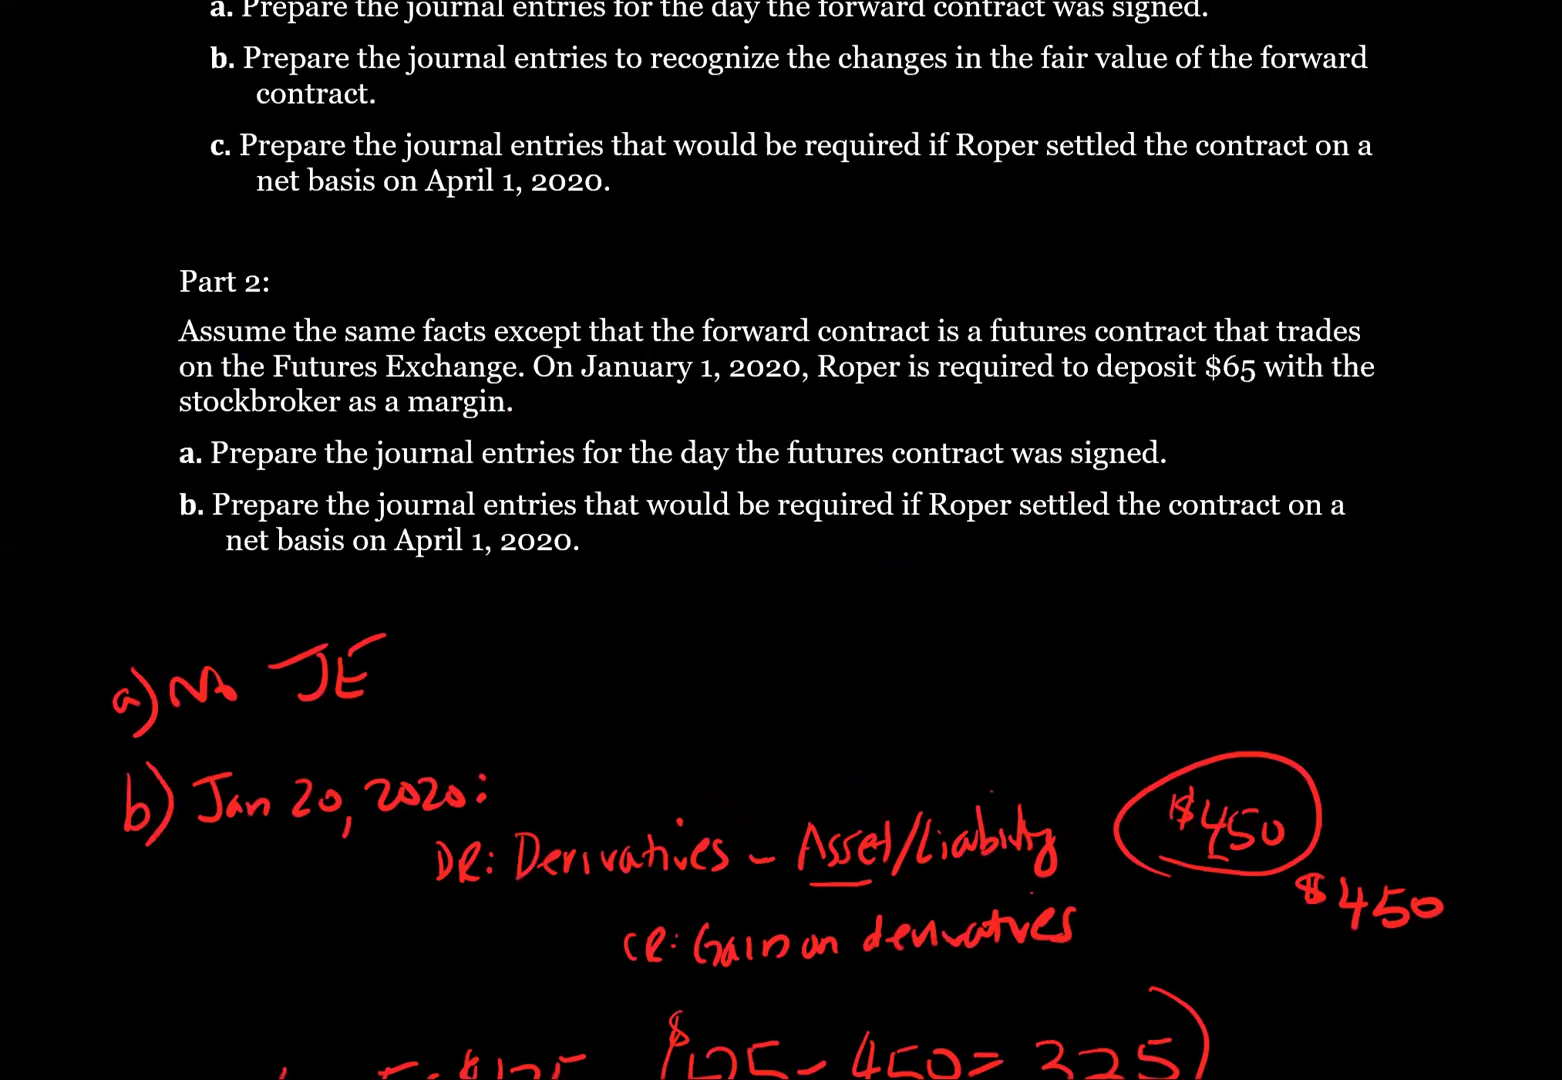 a. Prepare the journal entries for the day the forward contract was signed.
b. Prepare the journal entries to recognize the changes in the fair value of the forward
contract.
c. Prepare the journal entries that would be required if Roper settled the contract on a
net basis on April 1, 2020.
Part 2:
Assume the same facts except that the forward contract is a futures contract that trades
on the Futures Exchange. On January 1, 2020, Roper is required to deposit $65 with the
stockbroker as a margin.
a. Prepare the journal entries for the day the futures contract was signed.
b. Prepare the journal entries that would be required if Roper settled the contract on a
net basis on April 1, 2020.
a) No JE
b) Jan 20, 2020:
DR: Derivatives - Asset/Liability $450
CR: Gain on derivatives $450
$125 - 450 = 325)